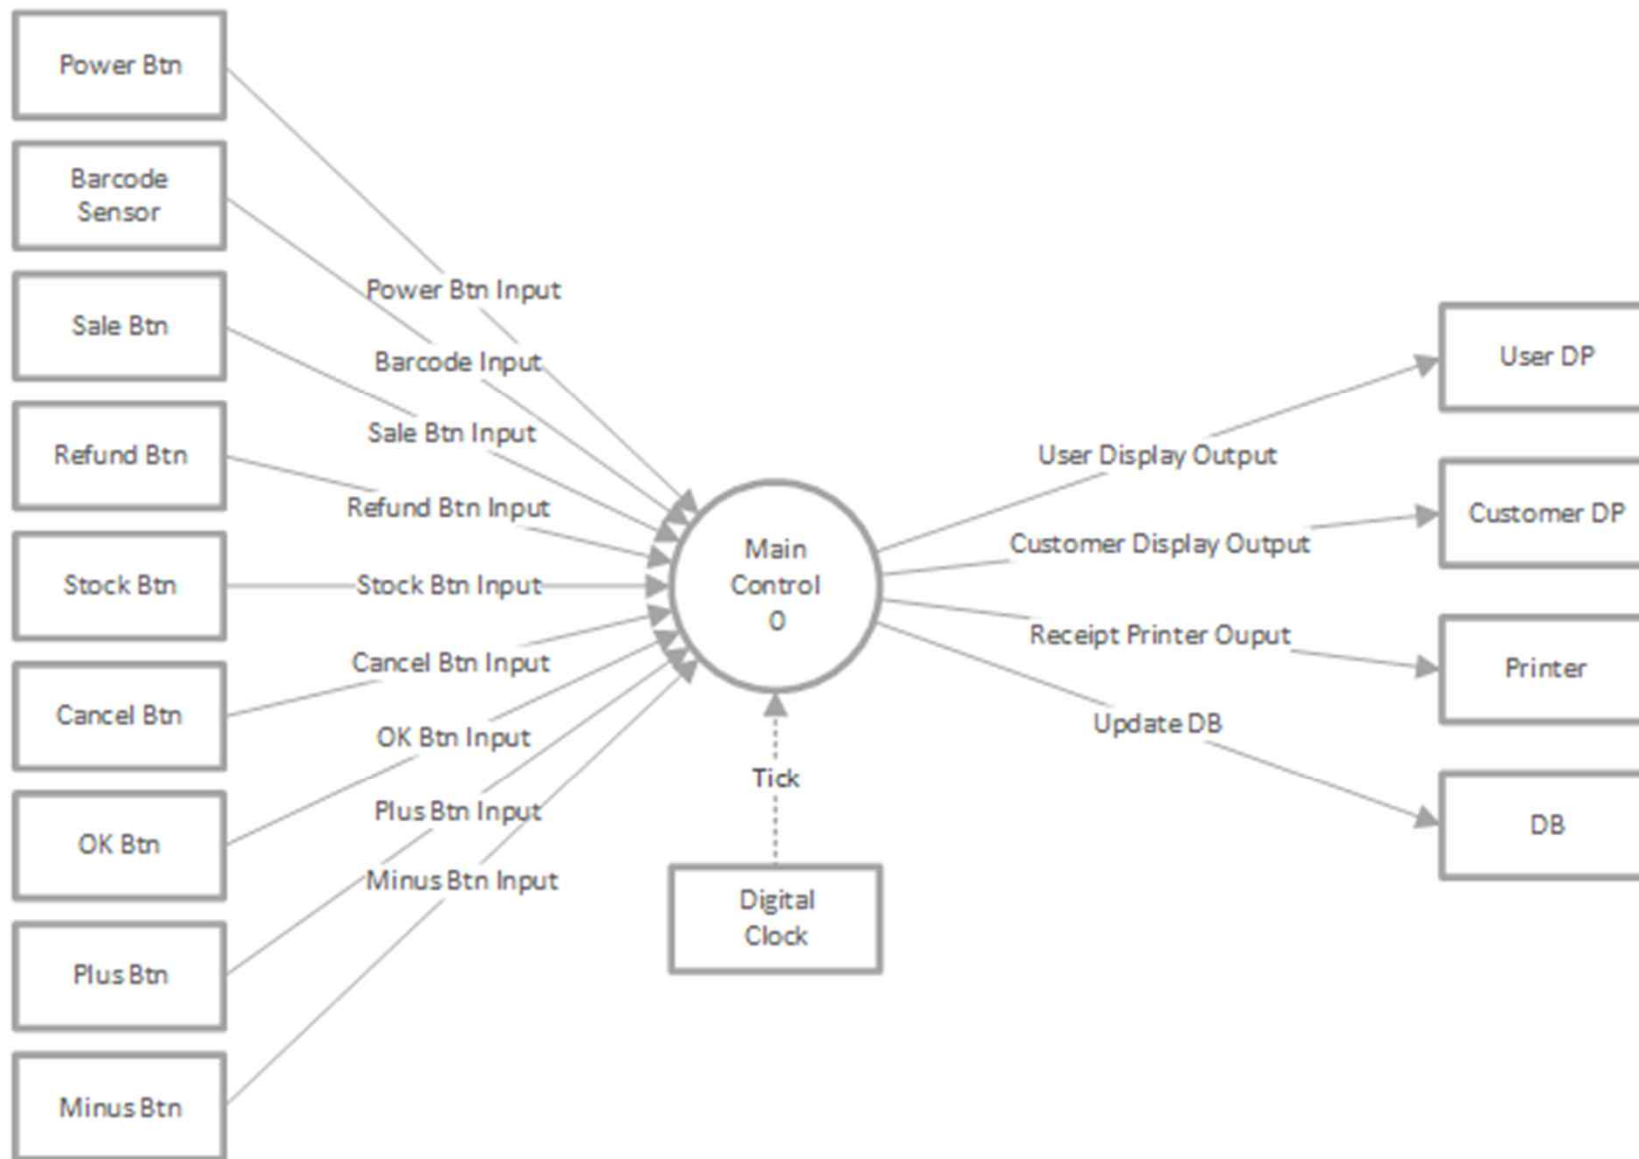 Power Btn
Barcode
Sensor
Sale Btn
Refund Btn
Stock Btn
Cancel Btn
OK Btn
Plus Btn
Minus Btn
Power Btn Input
Barcode Input
Sale Btn Input
Refund Btn Input
Stock Btn Input
Cancel Btn Input
OK Btn Input
Plus Btn Input
Minus Btn Input
Main
Control
0
Tick
Digital
Clock
User Display Output
Customer Display Output
Receipt Printer Ouput
Update DB
User DP
Customer DP
Printer
DB